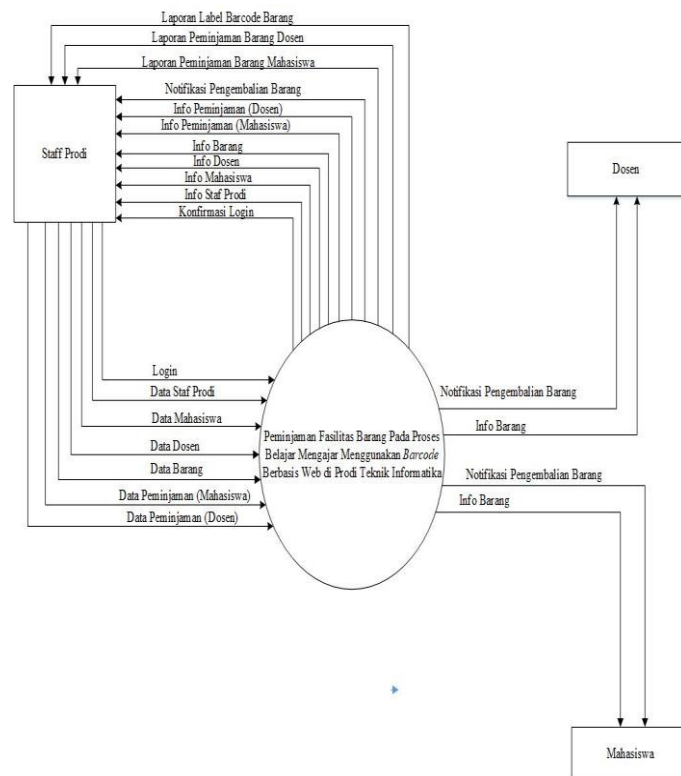 Laporan Label Barcode Barang
Laporan Peminjaman Barang Dosen
Laporan Peminjaman Barang Mahasiswa
Notifikasi Pengembalian Barang
Info Peminjaman (Dosen)
Info Peminjaman (Mahasiswa)
Info Barang
Info Dosen
Info Mahasiswa
Info Staf Prodi
Konfirmasi Login
Staff Prodi
Dosen
Login
Data Staf Prodi
Data Mahasiswa
Data Dosen
Data Barang
Data Peminjaman (Mahasiswa)
Data Peminjaman (Dosen)
Peminjaman Fasilitas Barang Pada Proses
Belajar Mengajar Menggunakan Barcode
Berbasis Web di Prodi Teknik Informatika
Notifikasi Pengembalian Barang
Info Barang
Notifikasi Pengembalian Barang
Info Barang
Mahasiswa